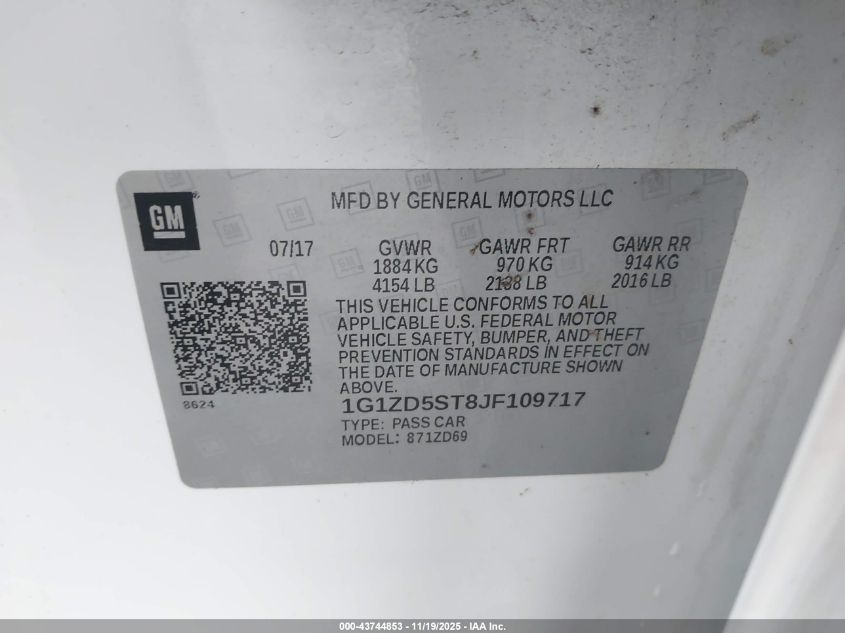 GM
MFD BY GENERAL MOTORS LLC
07/17 GVWR GAWR FRT GAWR RR
1884 KG 970 KG 914 KG
4154 LB 2138 LB 2016 LB
THIS VEHICLE CONFORMS TO ALL
APPLICABLE U.S. FEDERAL MOTOR
VEHICLE SAFETY, BUMPER, AND THEFT
PREVENTION STANDARDS IN EFFECT ON
THE DATE OF MANUFACTURE SHOWN
ABOVE.
8624
1G1ZD5ST8JF109717
TYPE: PASS CAR
MODEL: 871ZD69
000-43744853 - 11/19/2025 - IAA Inc.